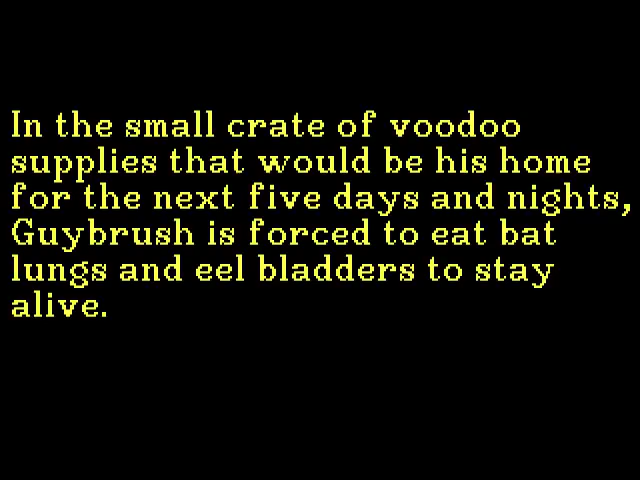 In the small crate of voodoo
supplies that would be his home
for the next five days and nights,
Guybrush is forced to eat bat
lungs and eel bladders to stay
alive.